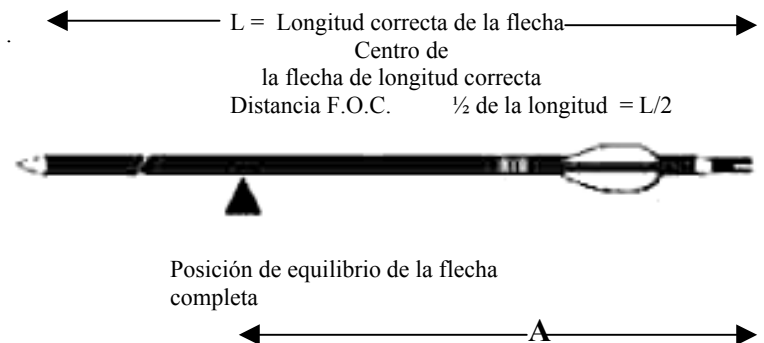 L = Longitud correcta de la flecha
Centro de
la flecha de longitud correcta
Distancia F.O.C. ½ de la longitud = L/2
Posición de equilibrio de la flecha
completa
A